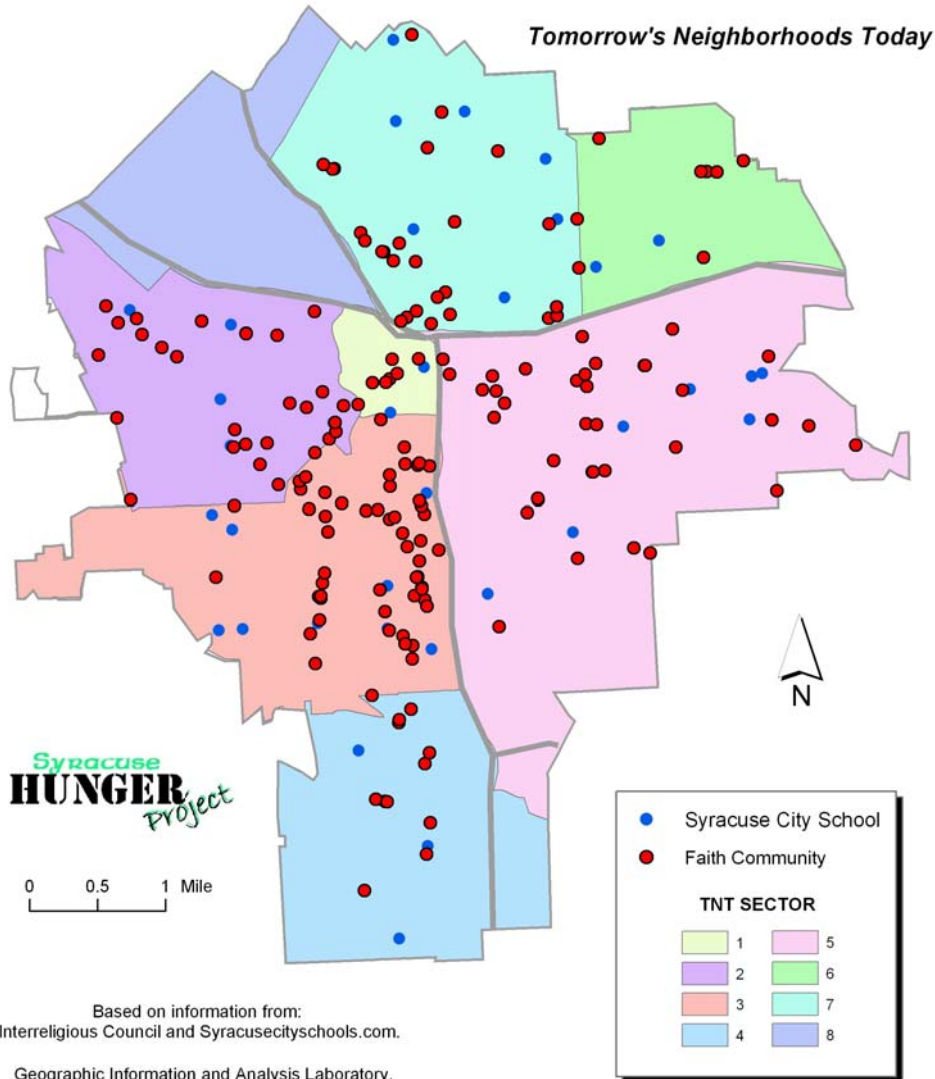 Tomorrow's Neighborhoods Today
N
Syracuse
HUNGER
Project
0 0.5 1 Mile
Syracuse City School
Faith Community
TNT SECTOR
1 5
2 6
3 7
4 8
Based on information from:
Interreligious Council and Syracusecityschools.com.
Geographic Information and Analysis Laboratory.